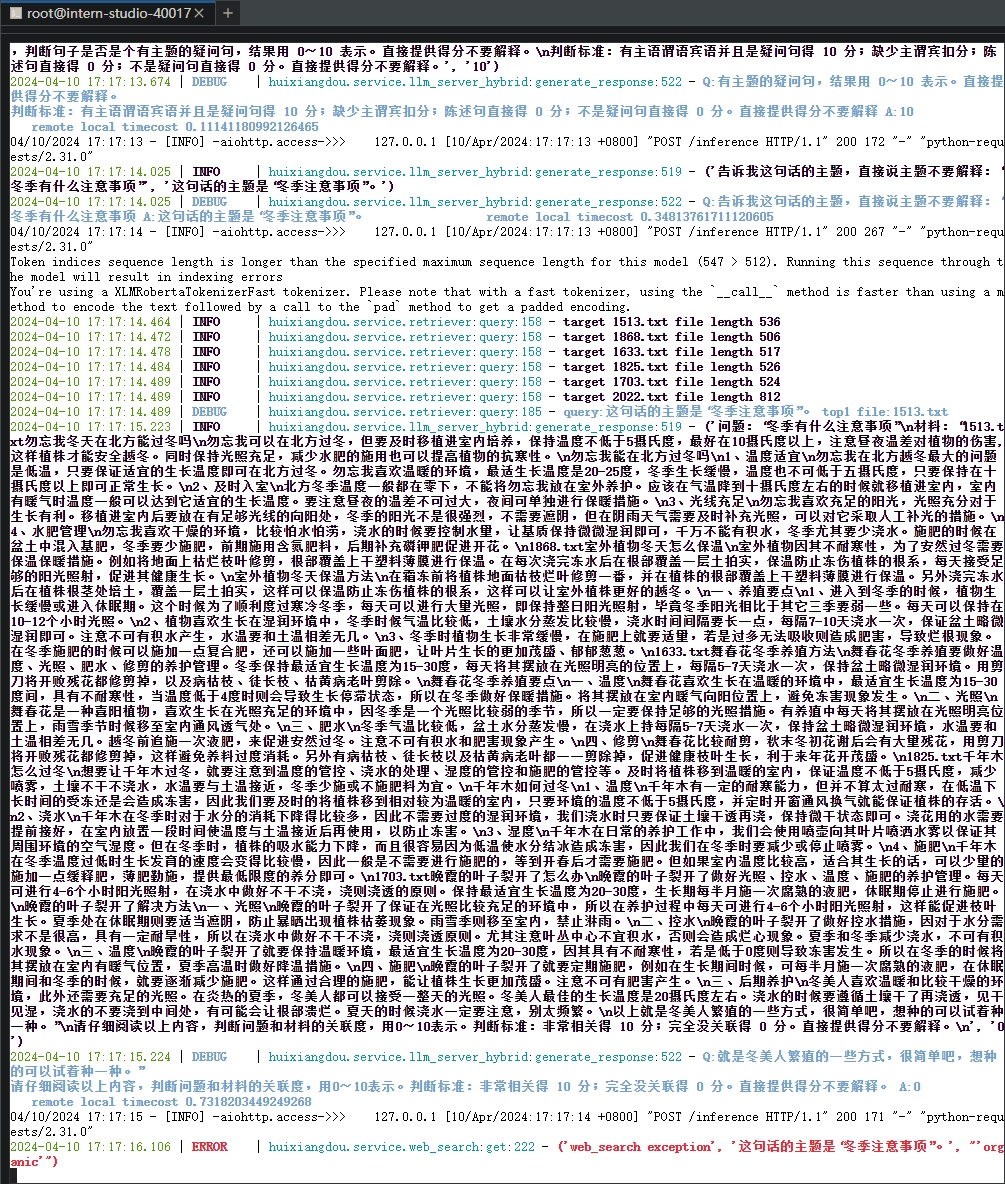 root@intern-studio-40017 × +
，判断句子是否是个有主题的疑问句，结果用 0～10 表示。直接提供得分不要解释。\n判断标准：有主语谓语宾语并且是疑问句得 10 分；缺少主谓宾扣分；陈
述句直接得 0 分；不是疑问句直接得 0 分。直接提供得分不要解释。', '10')
2024-04-10 17:17:13.674 | DEBUG    | huixiangdou.service.llm_server_hybrid:generate_response:522 - Q:有主题的疑问句，结果用 0～10 表示。直接提
供得分不要解释。
判断标准：有主语谓语宾语并且是疑问句得 10 分；缺少主谓宾扣分；陈述句直接得 0 分；不是疑问句直接得 0 分。直接提供得分不要解释 A:10
   remote local timecost 0.11141180992126465
04/10/2024 17:17:13 - [INFO] -aiohttp.access->>>    127.0.0.1 [10/Apr/2024:17:17:13 +0800] "POST /inference HTTP/1.1" 200 172 "-" "python-requ
ests/2.31.0"
2024-04-10 17:17:14.025 | INFO     | huixiangdou.service.llm_server_hybrid:generate_response:519 - ('告诉我这句话的主题，直接说主题不要解释：“
冬季有什么注意事项”', '这句话的主题是“冬季注意事项”。')
2024-04-10 17:17:14.025 | DEBUG    | huixiangdou.service.llm_server_hybrid:generate_response:522 - Q:告诉我这句话的主题，直接说主题不要解释：“
冬季有什么注意事项 A:这句话的主题是“冬季注意事项”。                remote local timecost 0.34813761711120605
04/10/2024 17:17:14 - [INFO] -aiohttp.access->>>    127.0.0.1 [10/Apr/2024:17:17:13 +0800] "POST /inference HTTP/1.1" 200 267 "-" "python-requ
ests/2.31.0"
Token indices sequence length is longer than the specified maximum sequence length for this model (547 > 512). Running this sequence through t
he model will result in indexing errors
You're using a XLMRobertaTokenizerFast tokenizer. Please note that with a fast tokenizer, using the `__call__` method is faster than using a m
ethod to encode the text followed by a call to the `pad` method to get a padded encoding.
2024-04-10 17:17:14.464 | INFO     | huixiangdou.service.retriever:query:158 - target 1513.txt file length 536
2024-04-10 17:17:14.472 | INFO     | huixiangdou.service.retriever:query:158 - target 1868.txt file length 506
2024-04-10 17:17:14.478 | INFO     | huixiangdou.service.retriever:query:158 - target 1633.txt file length 517
2024-04-10 17:17:14.484 | INFO     | huixiangdou.service.retriever:query:158 - target 1825.txt file length 526
2024-04-10 17:17:14.489 | INFO     | huixiangdou.service.retriever:query:158 - target 1703.txt file length 524
2024-04-10 17:17:14.489 | INFO     | huixiangdou.service.retriever:query:158 - target 2022.txt file length 812
2024-04-10 17:17:14.489 | DEBUG    | huixiangdou.service.retriever:query:185 - query:这句话的主题是“冬季注意事项”。 top1 file:1513.txt
2024-04-10 17:17:15.223 | INFO     | huixiangdou.service.llm_server_hybrid:generate_response:519 - ('问题：“冬季有什么注意事项”\n材料：“1513.t
xt勿忘我冬天在北方能过冬吗\n勿忘我可以在北方过冬，但要及时移植进室内培养，保持温度不低于5摄氏度，最好在10摄氏度以上，注意昼夜温差对植物的伤害，
这样植株才能安全越冬。同时保持光照充足，减少水肥的施用也可以提高植物的抗寒性。\n勿忘我能在北方过冬吗\n1、温度适宜\n勿忘我在北方越冬最大的问题
是低温，只要保证适宜的生长温度即可在北方过冬。勿忘我喜欢温暖的环境，最适生长温度是20-25度，冬季生长缓慢，温度也不可低于五摄氏度，只要保持在十
摄氏度以上即可正常生长。\n2、及时入室\n北方冬季温度一般都在零下，不能将勿忘我放在室外养护。应该在气温降到十摄氏度左右的时候就移植进室内，室内
有暖气时温度一般可以达到它适宜的生长温度。要注意昼夜的温差不可过大，夜间可单独进行保暖措施。\n3、光线充足\n勿忘我喜欢充足的阳光，光照充分对于
生长有利。移植进室内后要放在有足够光线的向阳处，冬季的阳光不是很强烈，不需要遮阴，但在阴雨天气需要及时补充光照，可以对它采取人工补光的措施。\n
4、水肥管理\n勿忘我喜欢干燥的环境，比较怕水怕涝，浇水的时候要控制水量，让基质保持微微湿润即可，千万不能有积水，冬季尤其要少浇水。施肥的时候在
盆土中混入基肥，冬季要少施肥，前期施用含氮肥料，后期补充磷钾肥促进开花。\n1868.txt室外植物冬天怎么保温\n室外植物因其不耐寒性，为了安然过冬需要
保温保暖措施。例如将地面上枯烂枝叶修剪，根部覆盖上干塑料薄膜进行保温。在每次浇完冻水后在根部覆盖一层土拍实，保温防止冻伤植株的根系，每天接受足
够的阳光照射，促进其健康生长。\n室外植物冬天保温方法\n在霜冻前将植株地面枯烂叶修剪一番，并在植株的根部覆盖上干塑料薄膜进行保温。另外浇完冻水
后在植株根茎处培土，覆盖一层土拍实，这样可以保温防止冻伤植株的根系，这样可以让室外植株更好的越冬。\n一、养殖要点\n1、进入到冬季的时候，植物生
长缓慢或进入休眠期。这个时候为了顺利度过寒冷冬季，每天可以进行大量光照，即保持整日阳光照射，毕竟冬季阳光相比于其它三季要弱一些。每天可以保持在
10-12个小时光照。\n2、植物喜欢生长在湿润环境中，冬季时候气温比较低，土壤水分蒸发比较慢，浇水时间间隔要长一点，每隔7-10天浇水一次，保证盆土略微
湿润即可。注意不可有积水产生，水温要和土温相差无几。\n3、冬季时植物生长非常缓慢，在施肥上就要适量，若是过多无法吸收则造成肥害，导致烂根现象。
在冬季施肥的时候可以施加一点复合肥，还可以施加一些叶面肥，让叶片生长的更加茂盛、郁郁葱葱。\n1633.txt舞春花冬季养殖方法\n舞春花冬季养殖要做好温
度、光照、肥水、修剪的养护管理。冬季保持最适宜生长温度为15-30度，每天将其摆放在光照明亮的位置上，每隔5-7天浇水一次，保持盆土略微湿润环境。用剪
刀将开败残花都修剪掉，以及病枯枝、徒长枝、枯黄病老叶剪除。\n舞春花冬季养殖要点\n一、温度\n舞春花喜欢生长在温暖的环境中，最适宜生长温度为15-30
度间，具有不耐寒性，当温度低于4度时则会导致生长停滞状态，所以在冬季做好保暖措施。将其摆放在室内暖气向阳位置上，避免冻害现象发生。\n二、光照\n
舞春花是一种喜阳植物，喜欢生长在光照充足的环境中，因冬季是一个光照比较弱的季节，所以一定要保持足够的光照措施。有养殖中每天将其摆放在光照明亮位
置上，雨雪季节时候移至室内通风透气处。\n三、肥水\n冬季气温比较低，盆土水分蒸发慢，在浇水上持每隔5-7天浇水一次，保持盆土略微湿润环境，水温要和
土温相差无几。越冬前追施一次液肥，来促进安然过冬。注意不可有积水和肥害现象产生。\n四、修剪\n舞春花比较耐剪，秋末冬初花谢后会有大量残花，用剪刀
将开败残花都修剪掉，这样避免养料过度消耗。另外有病枯枝、徒长枝以及枯黄病老叶都一一剪除掉，促进健康枝叶生长，利于来年花开茂盛。\n1825.txt千年木
怎么过冬\n想要让千年木过冬，就要注意到温度的管控、浇水的处理、湿度的管控和施肥的管控等。及时将植株移到温暖的室内，保证温度不低于5摄氏度，减少
喷雾，土壤不干不浇水，水温要与土温接近，冬季少施或不施肥料为宜。\n千年木如何过冬\n1、温度\n千年木有一定的耐寒能力，但并不算太过耐寒，在低温下
长时间的受冻还是会造成冻害，因此我们要及时的将植株移到相对较为温暖的室内，只要环境的温度不低于5摄氏度，并定时开窗通风换气就能保证植株的存活。\
n2、浇水\n千年木在冬季时对于水分的消耗下降得比较多，因此不需要过度的湿润环境，我们浇水时只要保证土壤干透再浇，保持微干状态即可。浇花用的水需要
提前接好，在室内放置一段时间使温度与土温接近后再使用，以防止冻害。\n3、湿度\n千年木在日常的养护工作中，我们会使用喷壶向其叶片喷洒水雾以保证其
周围环境的空气湿度。但在冬季时，植株的吸水能力下降，而且很容易因为低温使水分结冰造成冻害，因此我们在冬季时要减少或停止喷雾。\n4、施肥\n千年木
在冬季温度过低时生长发育的速度会变得比较慢，因此一般是不需要进行施肥的，等到开春后才需要施肥。但如果室内温度比较高，适合其生长的话，可以少量的
施加一点缓释肥，薄肥勤施，提供最低限度的养分即可。\n1703.txt晚霞的叶子裂开了怎么办\n晚霞的叶子裂开了做好光照、控水、温度、施肥的养护管理。每天
可进行4-6个小时阳光照射，在浇水中做好不干不浇，浇则浇透的原则。保持最适宜生长温度为20-30度，生长期每半月施一次腐熟的液肥，休眠期停止进行施肥。
\n晚霞的叶子裂开了解决方法\n一、光照\n晚霞的叶子裂开了保证在光照比较充足的环境中，所以在养护过程中每天可进行4-6个小时阳光照射，这样能促进枝叶
生长。夏季处在休眠期则要适当遮阴，防止暴晒出现植株枯萎现象。雨雪季则移至室内，禁止淋雨。\n二、控水\n晚霞的叶子裂开了做好控水措施，因对于水分需
求不是很高，具有一定耐旱性，所以在浇水中做好不干不浇，浇则浇透原则。尤其注意叶丛中心不宜积水，否则会造成烂心现象。夏季和冬季减少浇水，不可有积
水现象。\n三、温度\n晚霞的叶子裂开了就要保持温暖环境，最适宜生长温度为20-30度，因其具有不耐寒性，若是低于0度则导致冻害发生。所以在冬季的时候将
其摆放在室内有暖气位置，夏季高温时做好降温措施。\n四、施肥\n晚霞的叶子裂开了就要定期施肥，例如在生长期间时候，可每半月施一次腐熟的液肥，在休眠
期间和冬季的时候，就要逐渐减少施肥。这样通过合理的施肥，能让植株生长更加茂盛。注意不可有肥害产生。\n三、后期养护\n冬美人喜欢温暖和比较干燥的环
境，此外还需要充足的光照。在炎热的夏季，冬美人都可以接受一整天的光照。冬美人最佳的生长温度是20摄氏度左右。浇水的时候要遵循土壤干了再浇透，见干
见湿，浇水的不要浇到中间处，有可能会让根部溃烂。夏天的时候浇水一定要注意，别太频繁。\n以上就是冬美人繁殖的一些方式，很简单吧，想种的可以试着种
一种。”\n请仔细阅读以上内容，判断问题和材料的关联度，用0～10表示。判断标准：非常相关得 10 分；完全没关联得 0 分。直接提供得分不要解释。\n', '0
')
2024-04-10 17:17:15.224 | DEBUG    | huixiangdou.service.llm_server_hybrid:generate_response:522 - Q:就是冬美人繁殖的一些方式，很简单吧，想种
的可以试着种一种。”
请仔细阅读以上内容，判断问题和材料的关联度，用0～10表示。判断标准：非常相关得 10 分；完全没关联得 0 分。直接提供得分不要解释。 A:0
   remote local timecost 0.7318203449249268
04/10/2024 17:17:15 - [INFO] -aiohttp.access->>>    127.0.0.1 [10/Apr/2024:17:17:14 +0800] "POST /inference HTTP/1.1" 200 171 "-" "python-requ
ests/2.31.0"
2024-04-10 17:17:16.106 | ERROR    | huixiangdou.service.web_search:get:222 - ('web_search exception', '这句话的主题是“冬季注意事项”。', "'org
anic'")